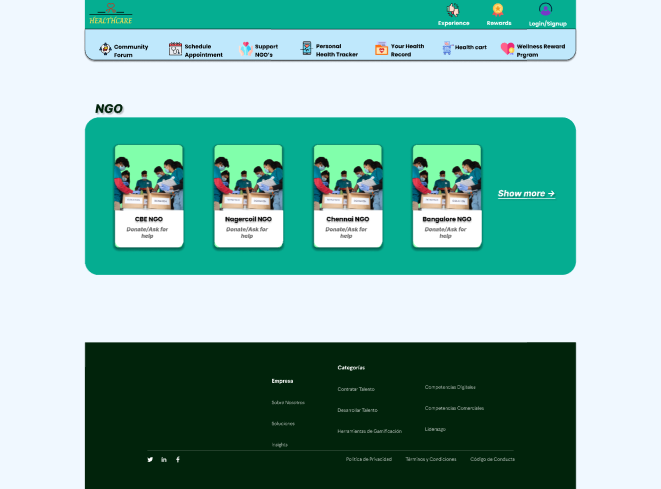 HEALTHCARE
Experience
Rewards
Login/Signup
Community
Forum
Schedule
Appointment
Support
NGO's
Personal
Health Tracker
Your Health
Record
Health cart
Wellness Reward
Prgram
NGO
CBE NGO
Donate/Ask for
help
Nagercoil NGO
Donate/Ask for
help
Chennai NGO
Donate/Ask for
help
Bangalore NGO
Donate/Ask for
help
Show more →
Empresa
Sobre Nosotros
Soluciones
Insights
Categorías
Contratar Talento
Desarrollar Talento
Herramientas de Gamificación
Competencias Digitales
Competencias Comerciales
Liderazgo
Política de Privacidad
Términos y Condiciones
Código de Conducta